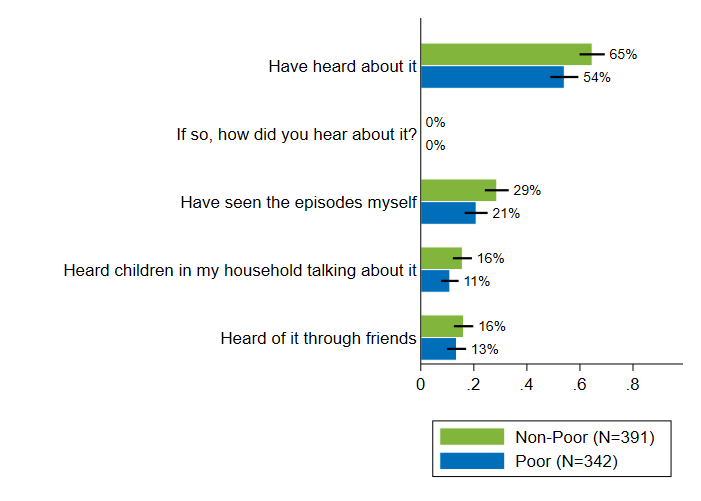 Have heard about it
65%
54%
If so, how did you hear about it?
0%
0%
Have seen the episodes myself
29%
21%
Heard children in my household talking about it
16%
11%
Heard of it through friends
16%
13%
0 .2 .4 .6 .8
Non-Poor (N=391)
Poor (N=342)